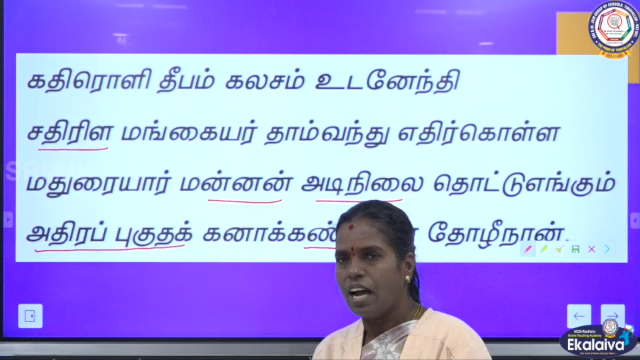 கதிரொளி தீபம் கலசம் உடனேந்தி
சதிரிள மங்கையர் தாம்வந்து எதிர்கொள்ள
மதுரையார் மன்னன் அடிநிலை தொட்டுஎங்கும்
அதிரப் புகுதக் கனாக்கண் தோழீநான்.
Ekalaiva